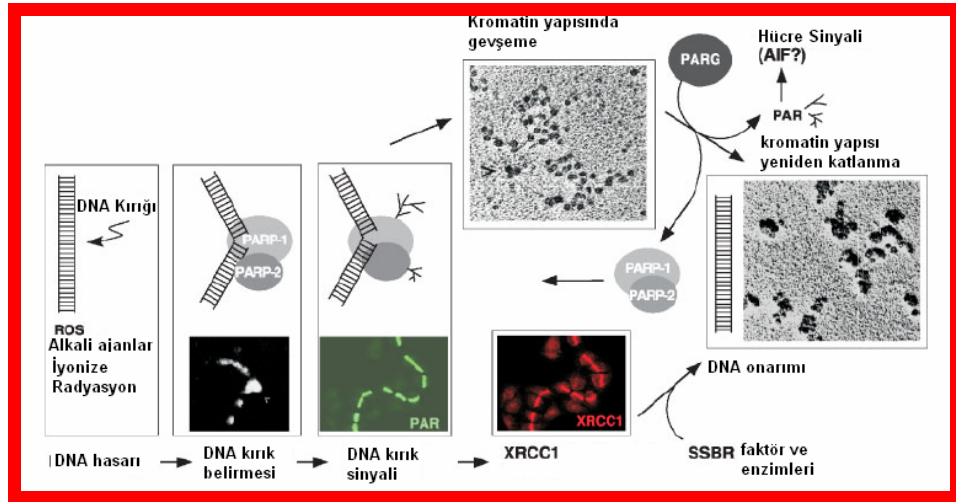 Kromatin yapısında
gevşeme
PARG
Hücre Sinyali
(AIF?)
PAR
kromatin yapısı
yeniden katlanma
DNA Kırığı
PARP-1
PARP-2
PARP-1
PARP-2
ROS
Alkali ajanlar
İyonize
Radyasyon
PAR
XRCC1
DNA onarımı
DNA hasarı
DNA kırık
belirmesi
DNA kırık
sinyali
XRCC1
SSBR faktör ve
enzimleri